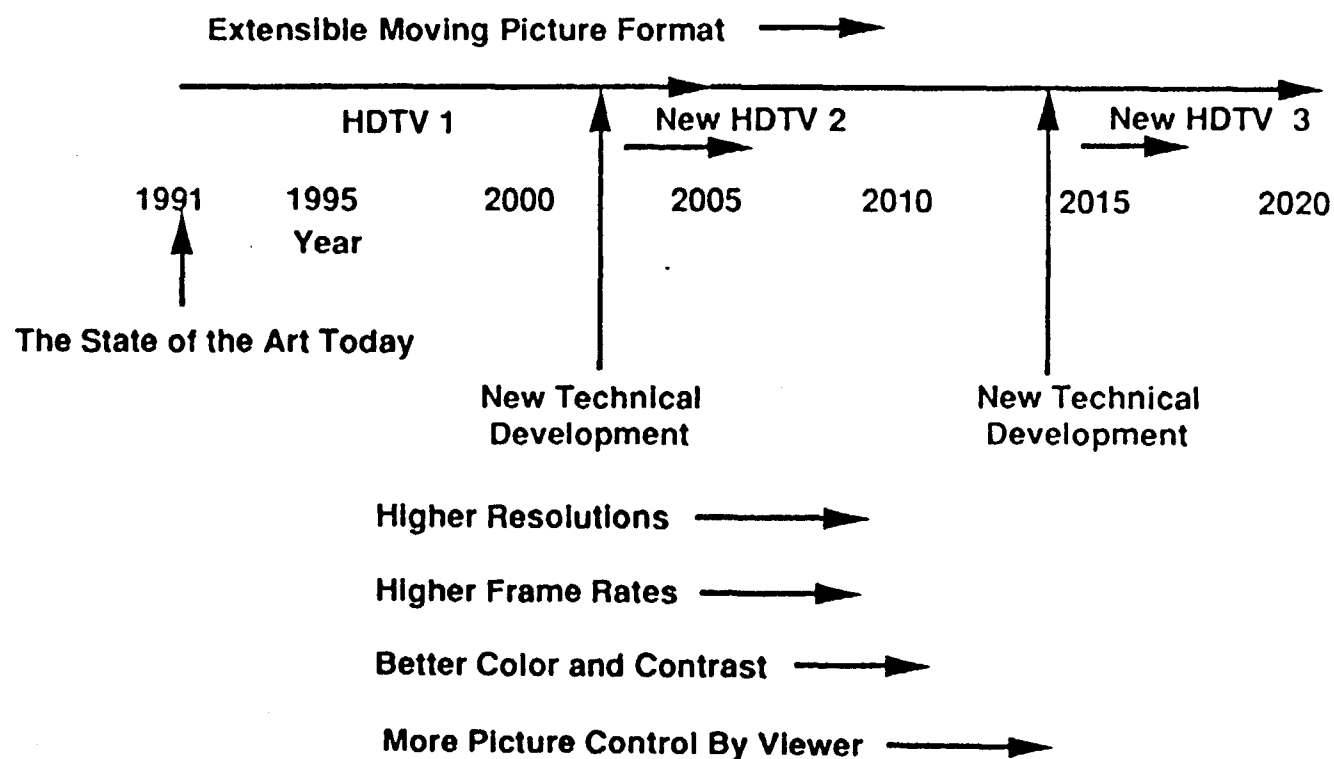 Extensible Moving Picture Format
HDTV 1
New HDTV 2
New HDTV 3
1991 1995 2000 2005 2010 2015 2020
Year
The State of the Art Today
New Technical
Development
New Technical
Development
Higher Resolutions
Higher Frame Rates
Better Color and Contrast
More Picture Control By Viewer